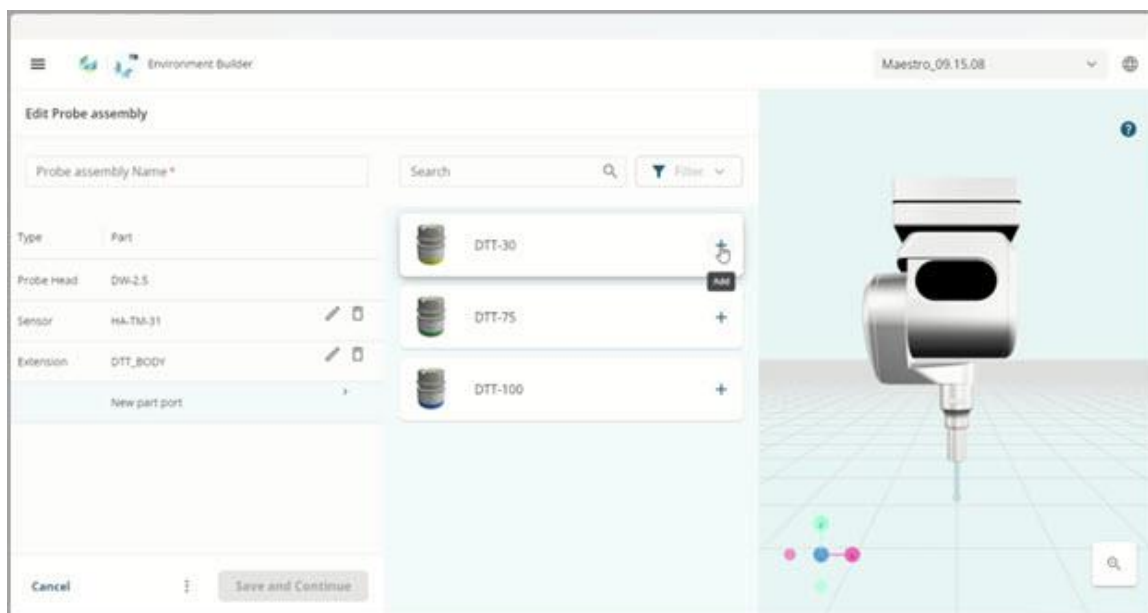 Environment Builder
Maestro_09.15.08
Edit Probe assembly
Probe assembly Name *
Search
Filter
Type Part
Probe Head DW-2.5
Sensor HA-TM-31
Extension DTT_BODY
New part port
DTT-30
Add
DTT-75
DTT-100
Cancel
Save and Continue